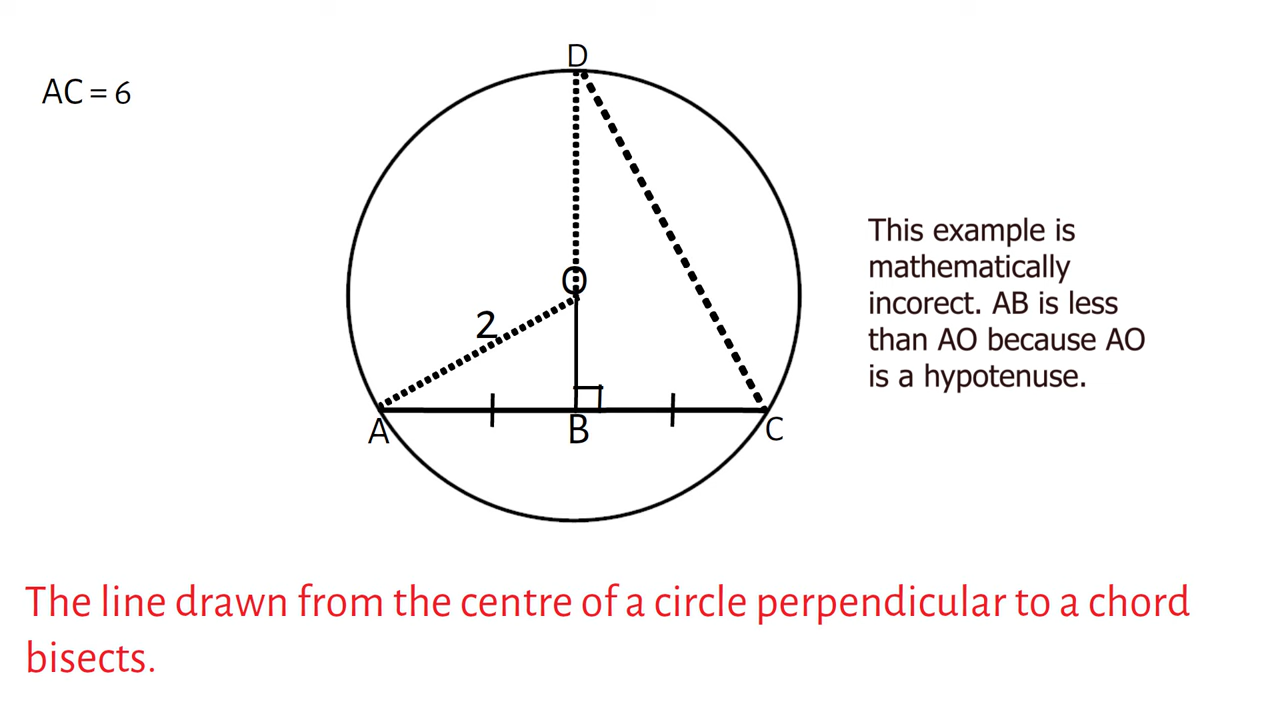 D
AC = 6
This example is
mathematically
incorect. AB is less
than AO because AO
is a hypotenuse.
O
2
A
B
C
The line drawn from the centre of a circle perpendicular to a chord
bisects.